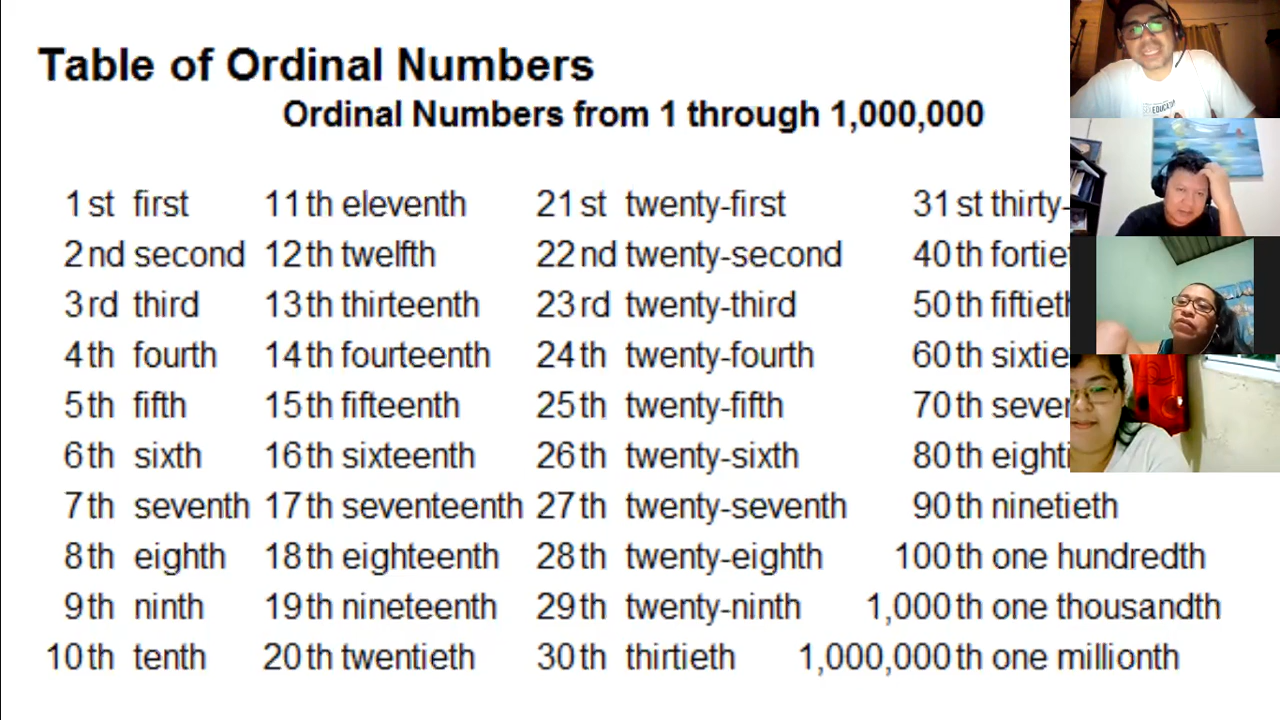 Table of Ordinal Numbers
Ordinal Numbers from 1 through 1,000,000
1st first 11th eleventh 21st twenty-first 31st thirty-
2nd second 12th twelfth 22nd twenty-second 40th
3rd third 13th thirteenth 23rd twenty-third 50th
4th fourth 14th fourteenth 24th twenty-fourth 60th
5th fifth 15th fifteenth 25th twenty-fifth 70th
6th sixth 16th sixteenth 26th twenty-sixth 80th
7th seventh 17th seventeenth 27th twenty-seventh 90th ninetieth
8th eighth 18th eighteenth 28th twenty-eighth 100th one hundredth
9th ninth 19th nineteenth 29th twenty-ninth 1,000th one thousandth
10th tenth 20th twentieth 30th thirtieth 1,000,000th one millionth